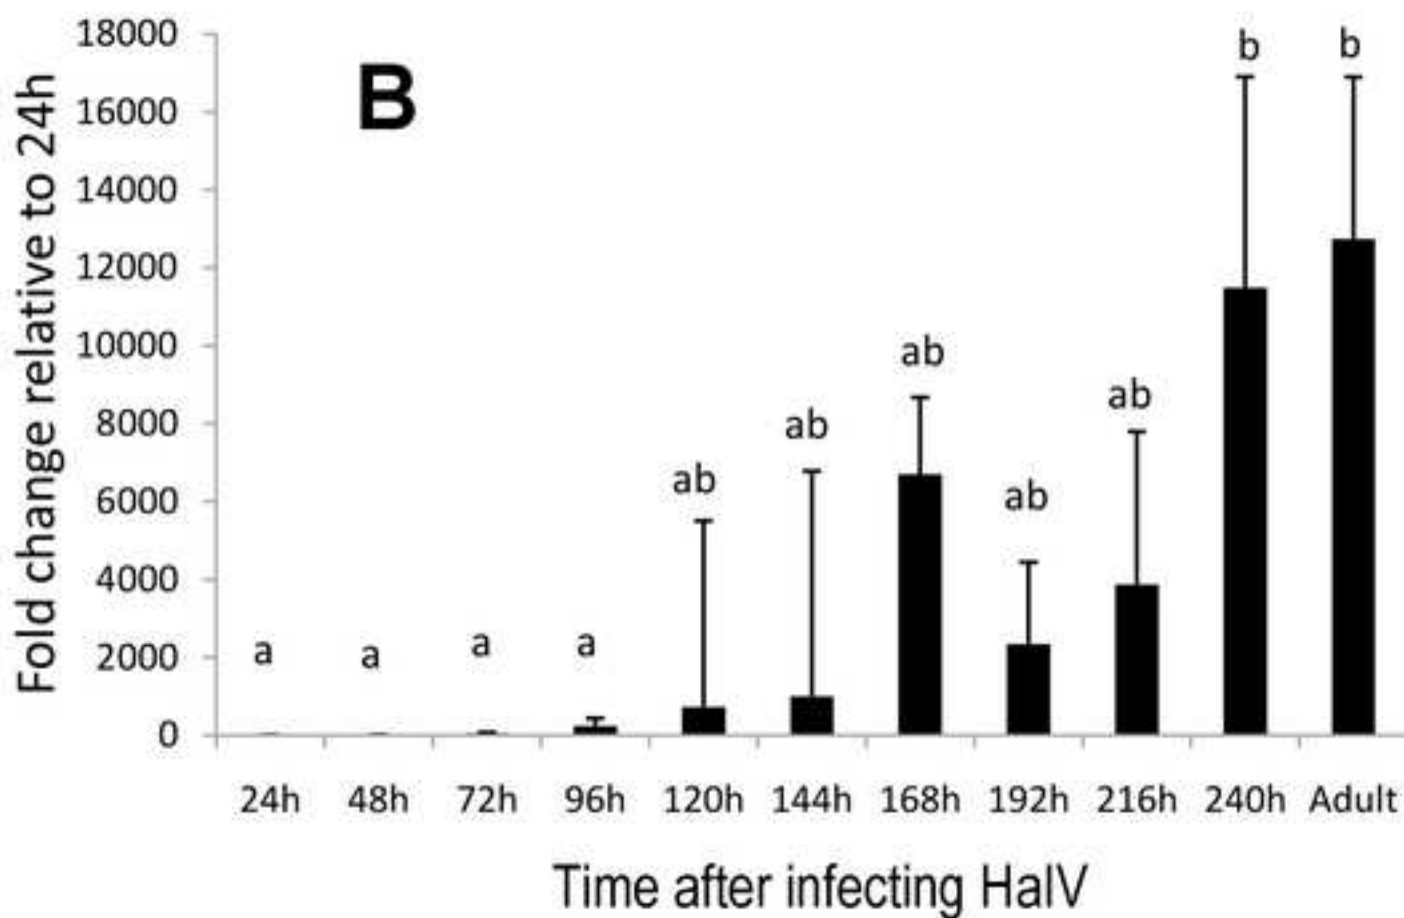 B
Fold change relative to 24h
18000
16000
14000
12000
10000
8000
6000
4000
2000
0
a a a a ab ab ab ab ab b b
24h 48h 72h 96h 120h 144h 168h 192h 216h 240h Adult
Time after infecting HalV